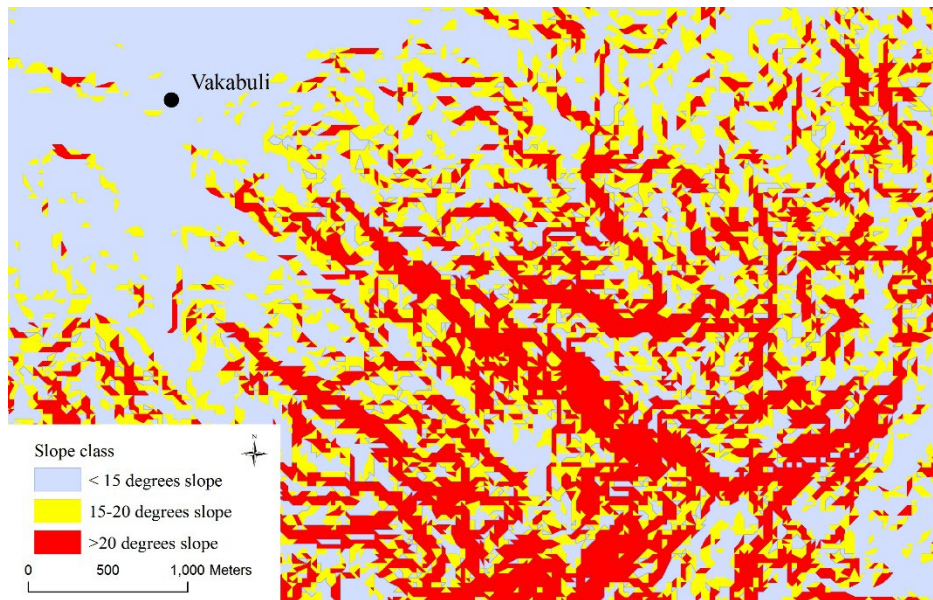 Vakabuli
Slope class
N
< 15 degrees slope
15-20 degrees slope
>20 degrees slope
0 500 1,000 Meters